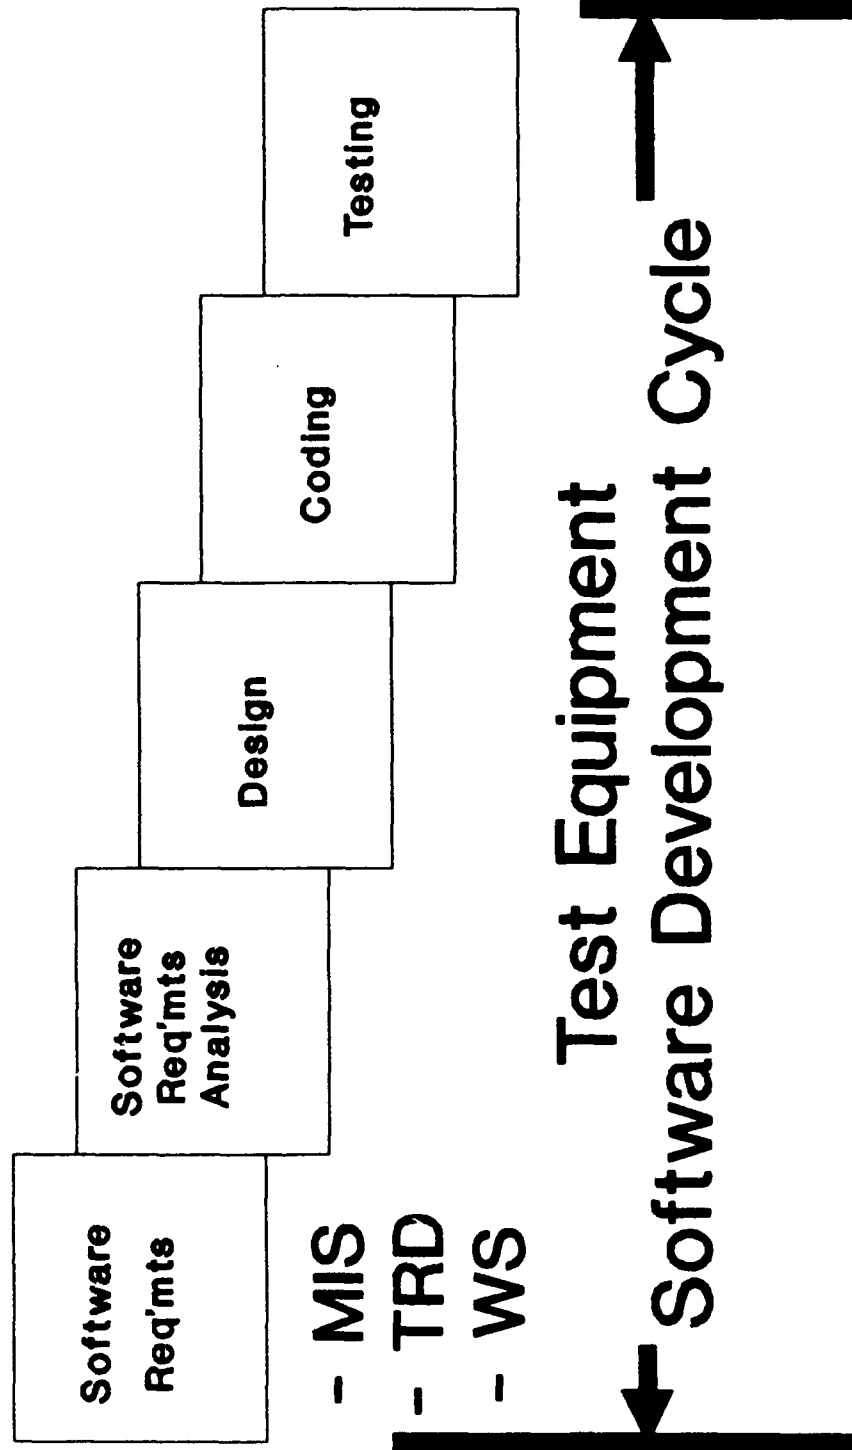 Software
Req'mts
Software
Req'mts
Analysis
Design
Coding
Testing
- MIS
- TRD
- WS
Test Equipment
Software Development Cycle